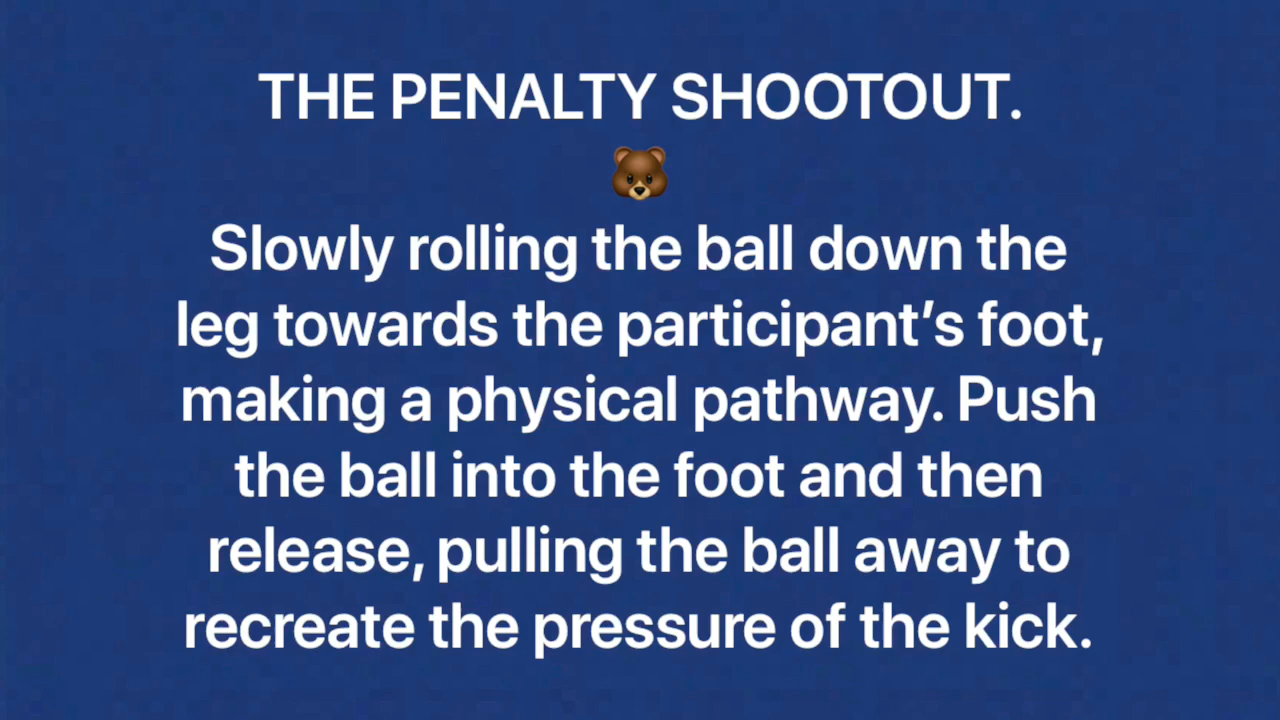 THE PENALTY SHOOTOUT.
🐻
Slowly rolling the ball down the
leg towards the participant’s foot,
making a physical pathway. Push
the ball into the foot and then
release, pulling the ball away to
recreate the pressure of the kick.